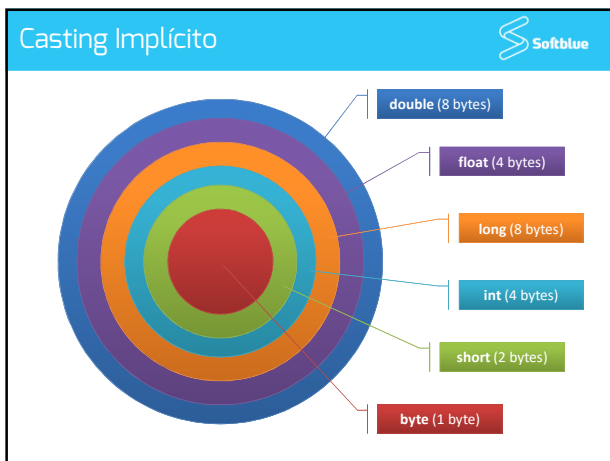 Casting Implícito
Softblue
double (8 bytes)
float (4 bytes)
long (8 bytes)
int (4 bytes)
short (2 bytes)
byte (1 byte)